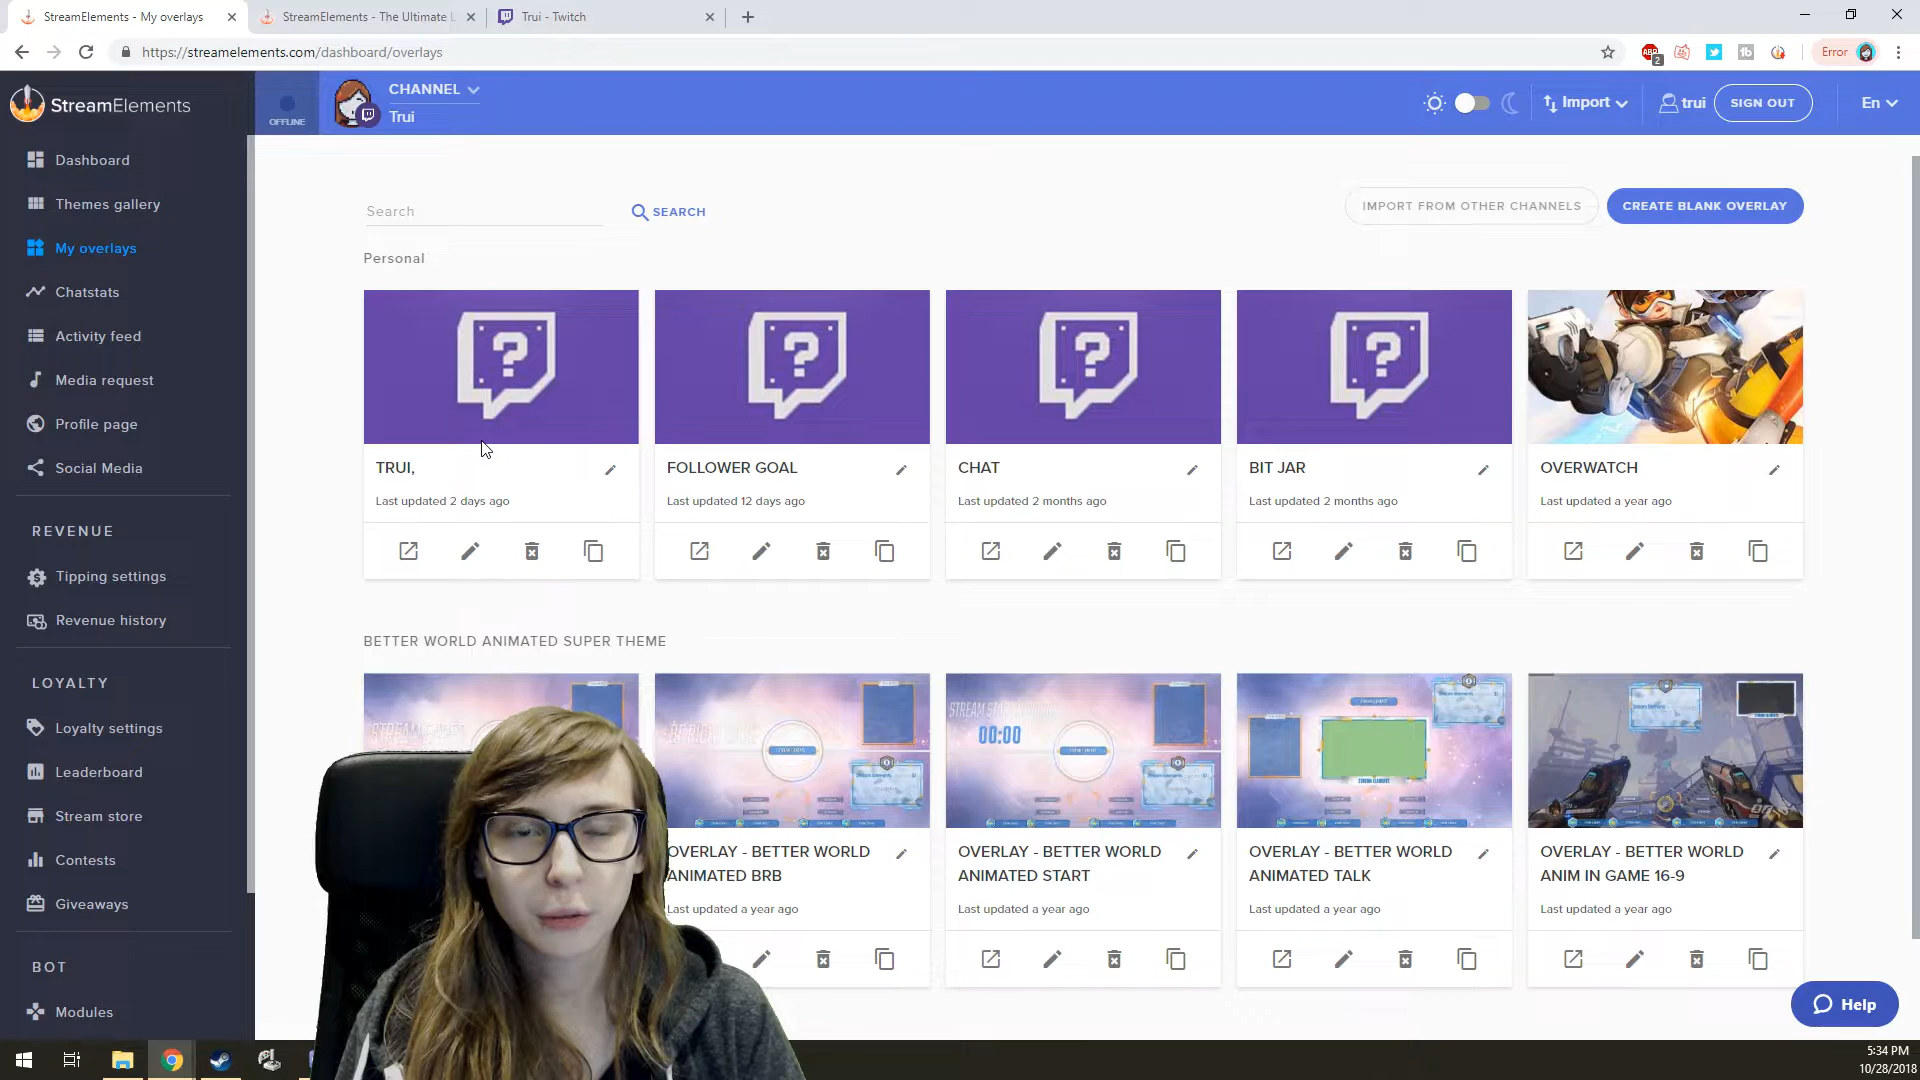 StreamElements - My overlays
StreamElements - The Ultimate L
Trui - Twitch
https://streamelements.com/dashboard/overlays
ABP
2
Error
StreamElements
OFFLINE
CHANNEL
Trui
Import
trui
SIGN OUT
En
Dashboard
Themes gallery
My overlays
Chatstats
Activity feed
Media request
Profile page
Social Media
REVENUE
Tipping settings
Revenue history
LOYALTY
Loyalty settings
Leaderboard
Stream store
Contests
Giveaways
BOT
Modules
Search
SEARCH
IMPORT FROM OTHER CHANNELS
CREATE BLANK OVERLAY
Personal
TRUI,
Last updated 2 days ago
FOLLOWER GOAL
Last updated 12 days ago
CHAT
Last updated 2 months ago
BIT JAR
Last updated 2 months ago
OVERWATCH
Last updated a year ago
BETTER WORLD ANIMATED SUPER THEME
00:00
OVERLAY - BETTER WORLD
ANIMATED BRB
Last updated a year ago
OVERLAY - BETTER WORLD
ANIMATED START
Last updated a year ago
OVERLAY - BETTER WORLD
ANIMATED TALK
Last updated a year ago
OVERLAY - BETTER WORLD
ANIM IN GAME 16-9
Last updated a year ago
Help
5:34 PM
10/28/2018